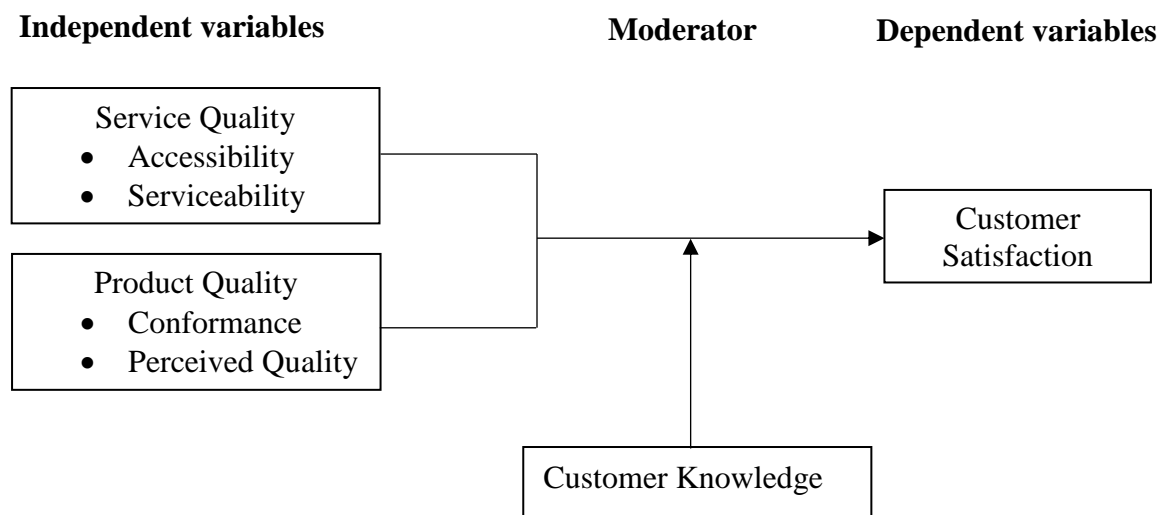 Independent variables
Moderator
Dependent variables
Service Quality
• Accessibility
• Serviceability
Product Quality
• Conformance
• Perceived Quality
Customer
Satisfaction
Customer Knowledge